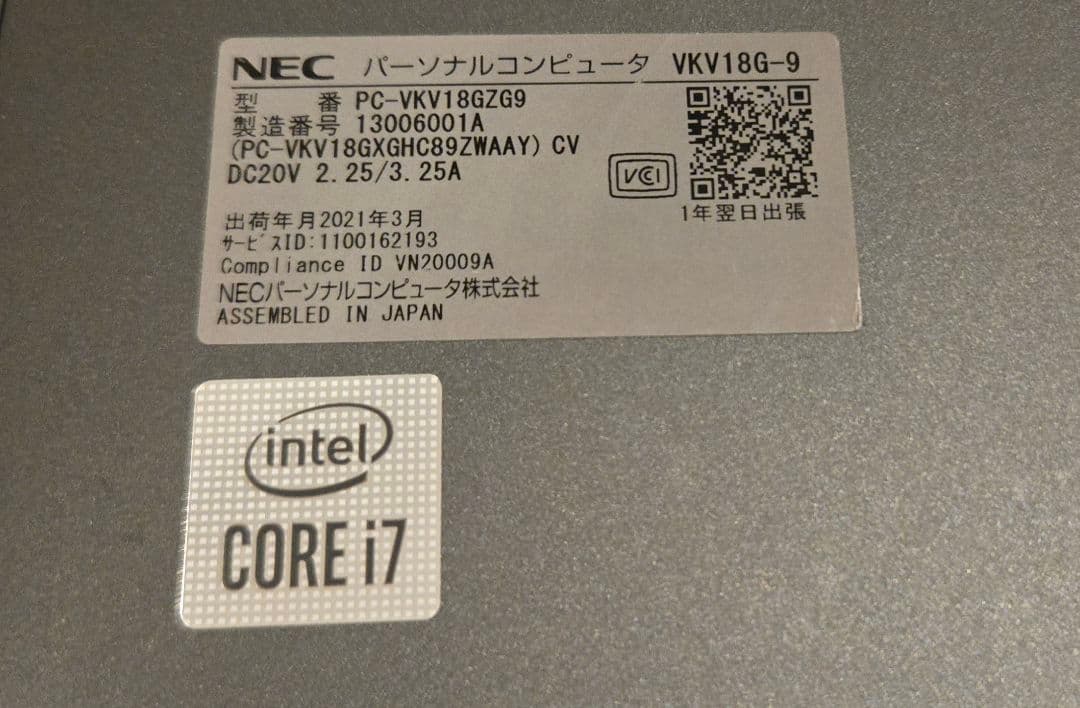 NEC パーソナルコンピュータ VKV18G-9
型 番 PC-VKV18GZG9
製造番号 13006001A
(PC-VKV18GXGHC89ZWAAY) CV
DC20V 2.25/3.25A
VCCI
1年翌日出張
出荷年月2021年3月
サービスID:1100162193
Compliance ID VN20009A
NECパーソナルコンピュータ株式会社
ASSEMBLED IN JAPAN
intel
CORE i7